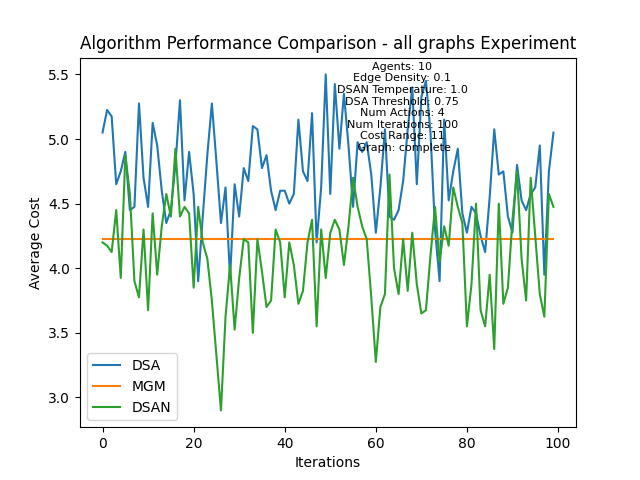 Algorithm Performance Comparison - all graphs Experiment
Agents: 10
Edge Density: 0.1
DSAN Temperature: 1.0
DSA Threshold: 0.75
Num Actions: 4
Num Iterations: 100
Cost Range: 11
Graph: complete
5.5
5.0
4.5
4.0
3.5
3.0
Average Cost
DSA
MGM
DSAN
0
20
40
60
80
100
Iterations